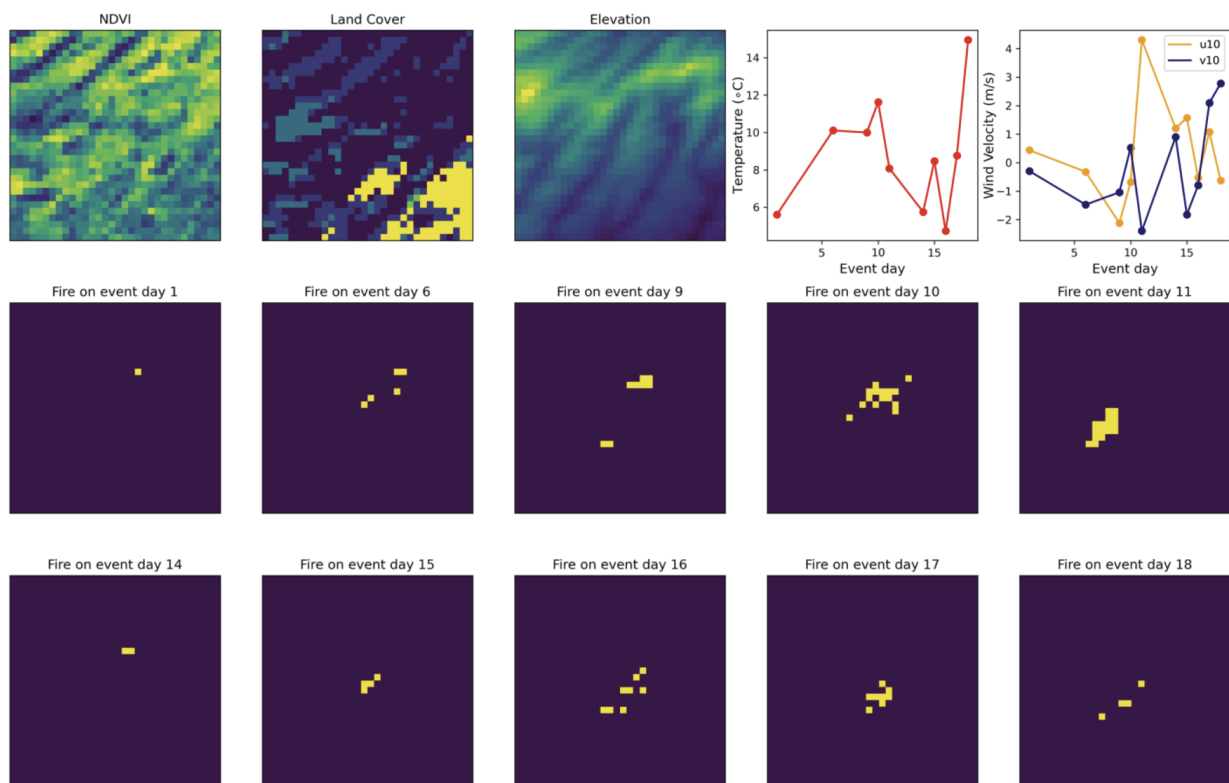 NDVI
Land Cover
Elevation
Temperature (∘C)
14
12
10
8
6
5
10
15
Event day
Wind Velocity (m/s)
4
3
2
1
0
−1
−2
u10
v10
5
10
15
Event day
Fire on event day 1
Fire on event day 6
Fire on event day 9
Fire on event day 10
Fire on event day 11
Fire on event day 14
Fire on event day 15
Fire on event day 16
Fire on event day 17
Fire on event day 18